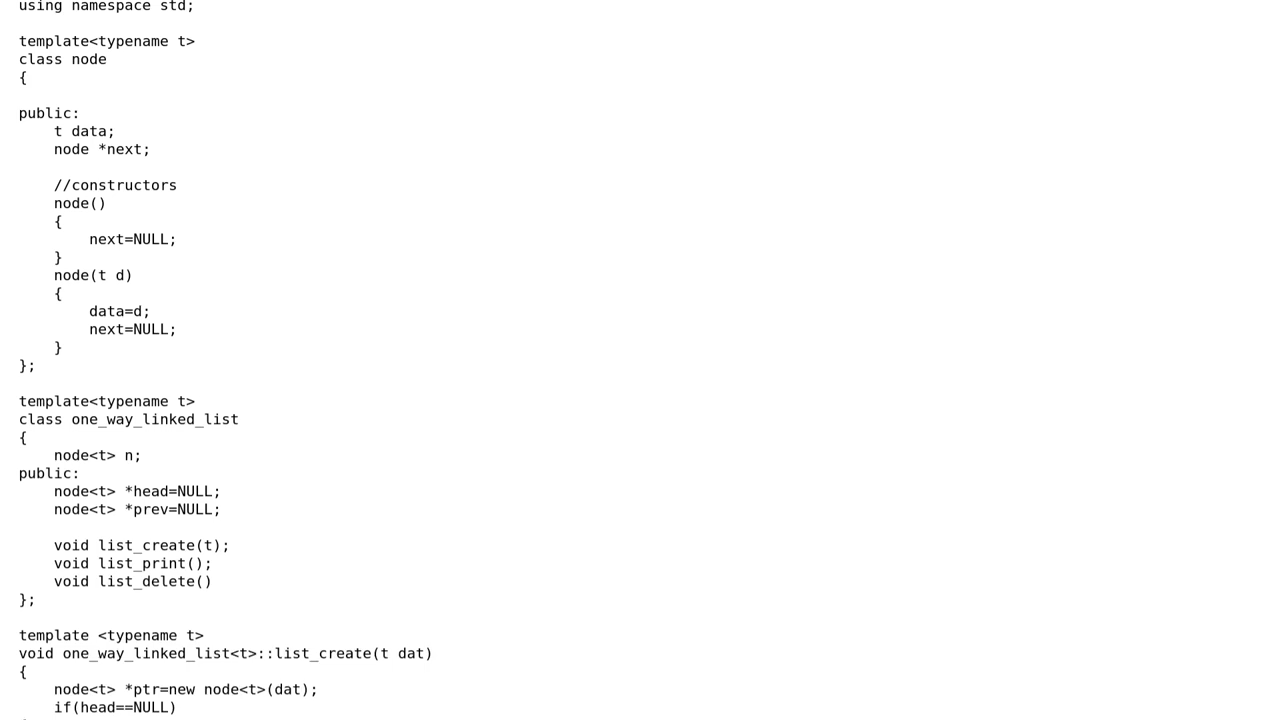 using namespace std;
template<typename t>
class node
{
public:
    t data;
    node *next;
    //constructors
    node()
    {
        next=NULL;
    }
    node(t d)
    {
        data=d;
        next=NULL;
    }
};
template<typename t>
class one_way_linked_list
{
    node<t> n;
public:
    node<t> *head=NULL;
    node<t> *prev=NULL;
    void list_create(t);
    void list_print();
    void list_delete()
};
template <typename t>
void one_way_linked_list<t>::list_create(t dat)
{
    node<t> *ptr=new node<t>(dat);
    if(head==NULL)